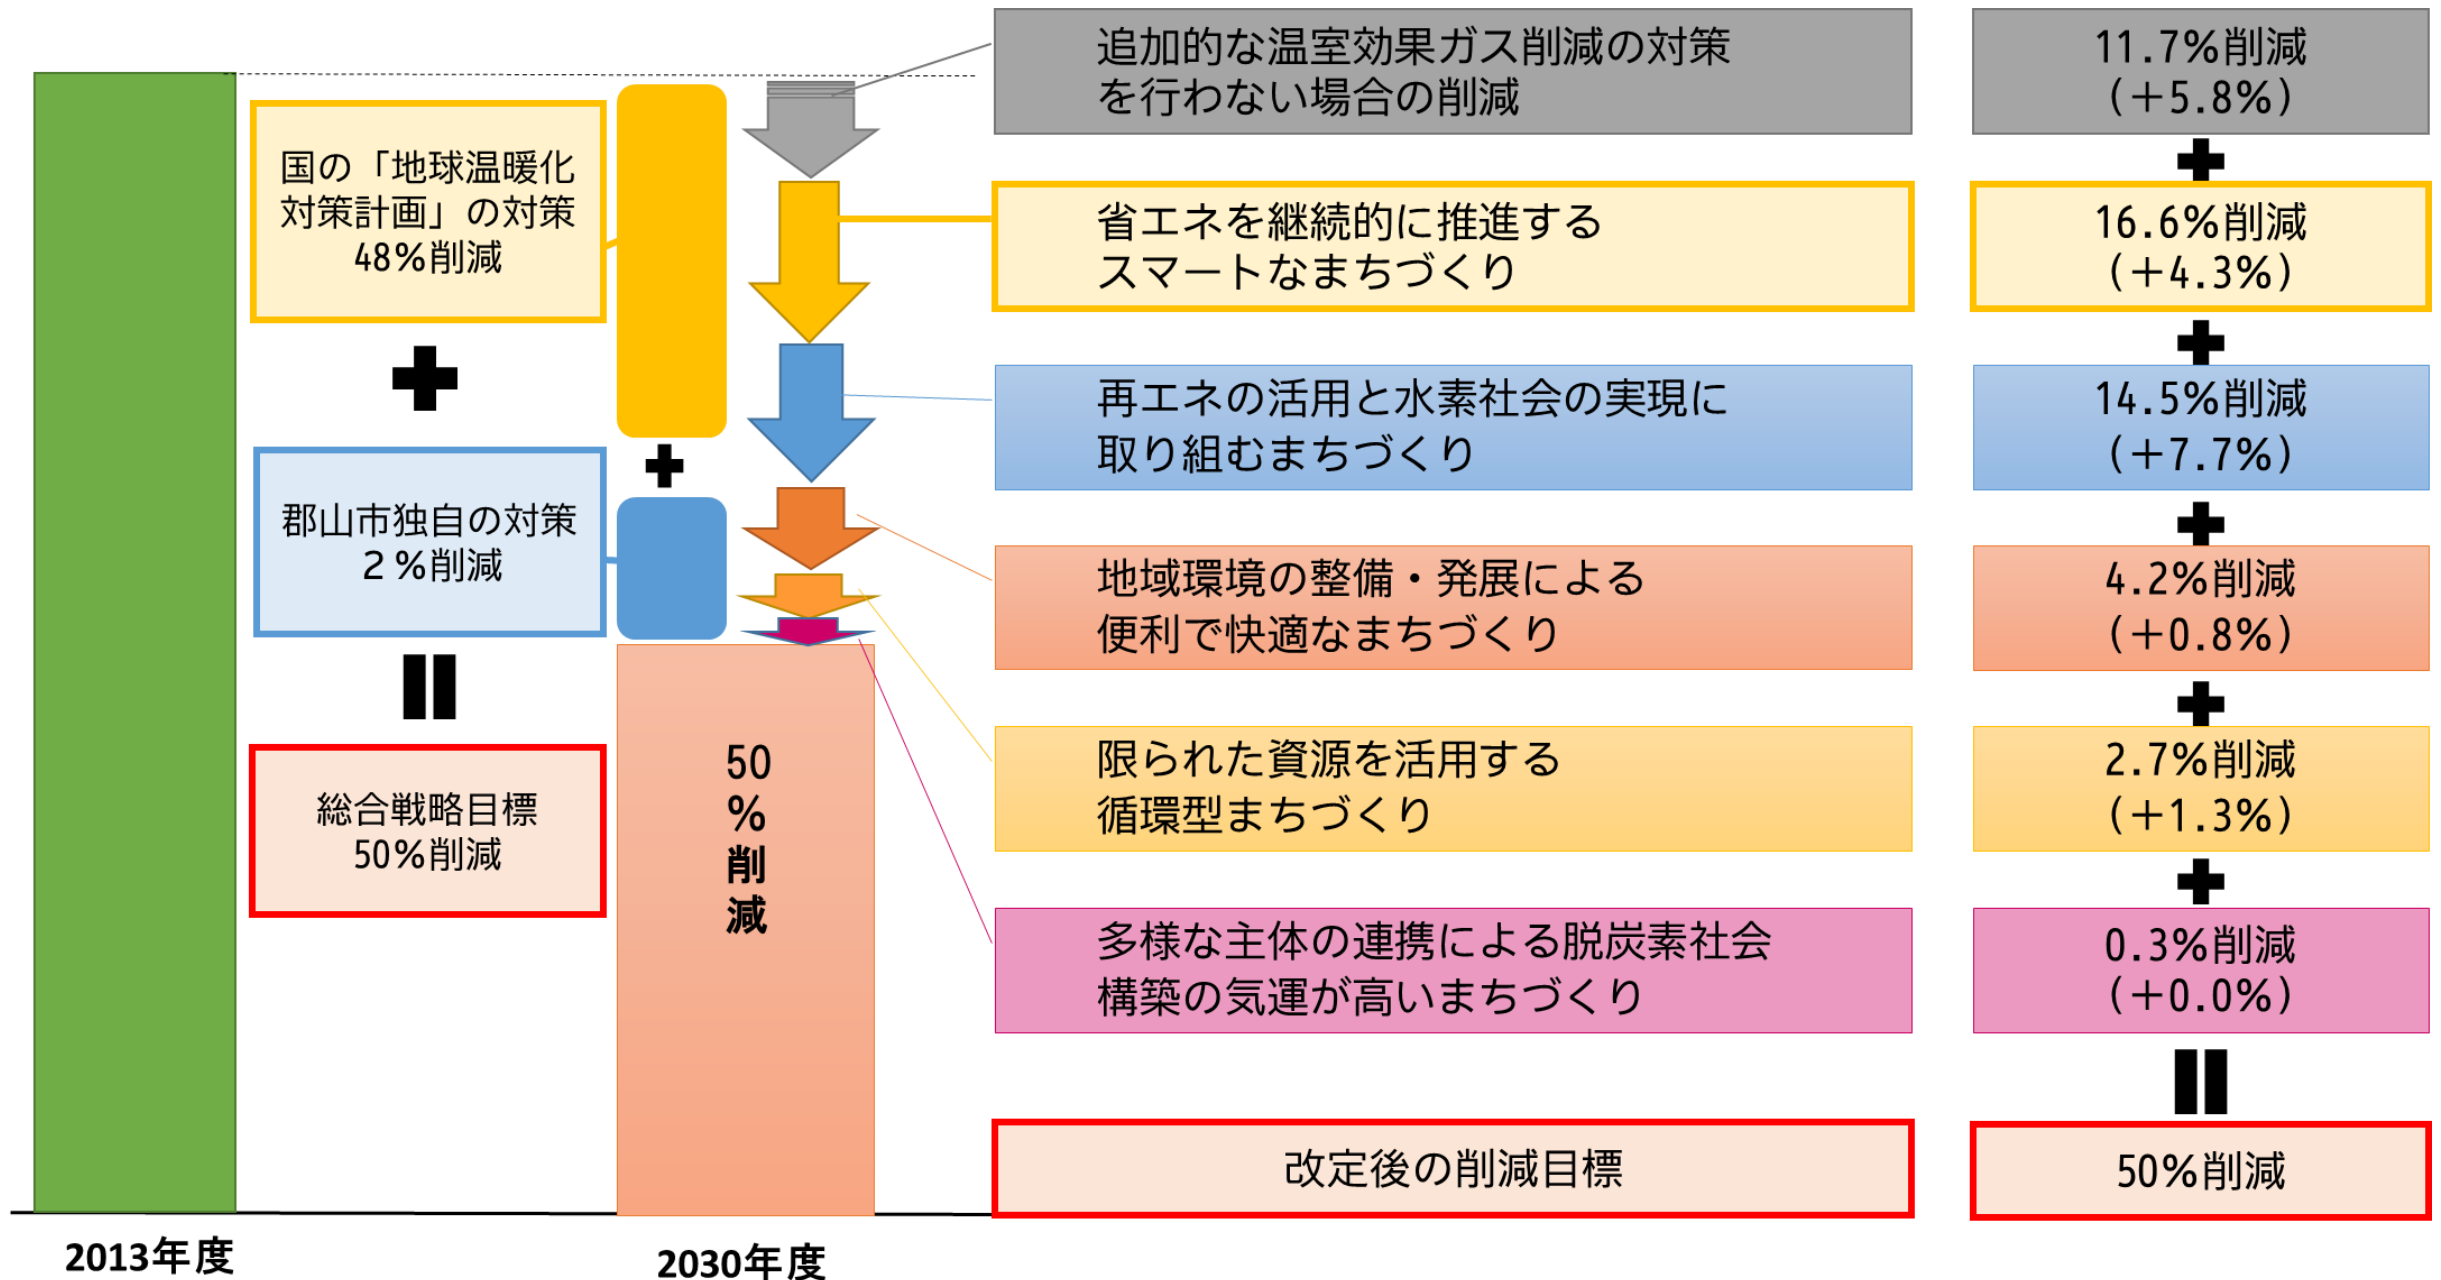 国の「地球温暖化
対策計画」の対策
48%削減
郡山市独自の対策
２%削減
総合戦略目標
50%削減
50
%
削
減
2013年度
2030年度
追加的な温室効果ガス削減の対策
を行わない場合の削減
11.7%削減
(＋5.8%)
省エネを継続的に推進する
スマートなまちづくり
16.6%削減
(＋4.3%)
再エネの活用と水素社会の実現に
取り組むまちづくり
14.5%削減
(＋7.7%)
地域環境の整備・発展による
便利で快適なまちづくり
4.2%削減
(＋0.8%)
限られた資源を活用する
循環型まちづくり
2.7%削減
(＋1.3%)
多様な主体の連携による脱炭素社会
構築の気運が高いまちづくり
0.3%削減
(＋0.0%)
改定後の削減目標
50%削減